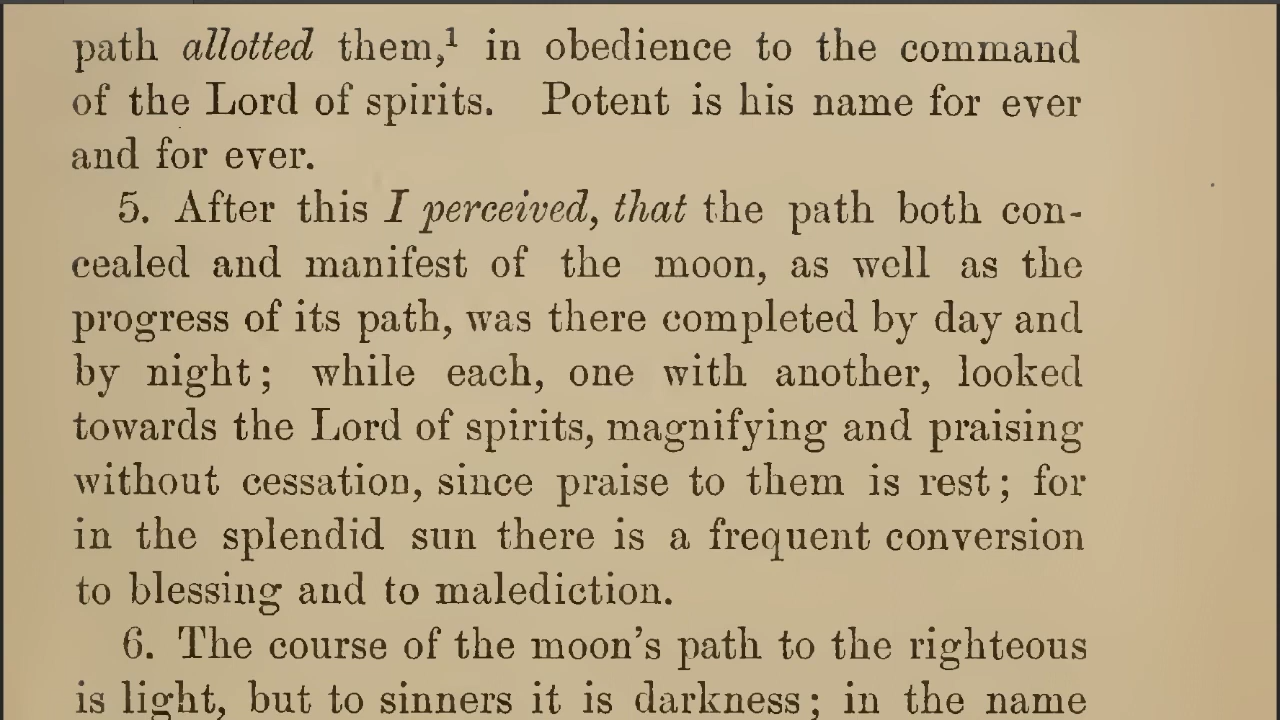 path allotted them,¹ in obedience to the command
of the Lord of spirits. Potent is his name for ever
and for ever.
5. After this I perceived, that the path both con-
cealed and manifest of the moon, as well as the
progress of its path, was there completed by day and
by night; while each, one with another, looked
towards the Lord of spirits, magnifying and praising
without cessation, since praise to them is rest; for
in the splendid sun there is a frequent conversion
to blessing and to malediction.
6. The course of the moon's path to the righteous
is light, but to sinners it is darkness; in the name